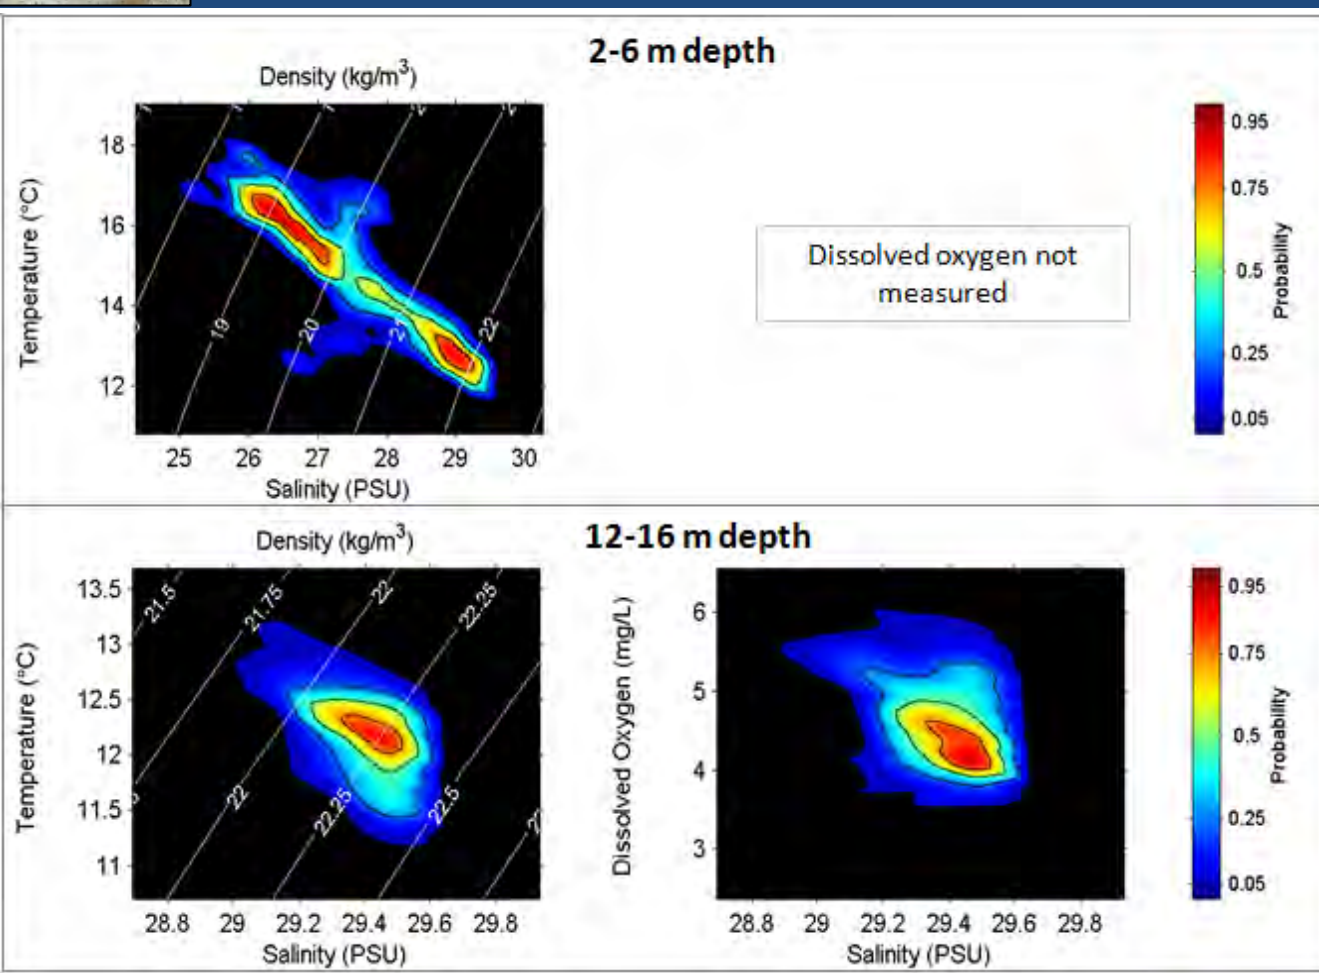 2-6 m depth
Density (kg/m3)
18
16
14
12
Temperature (°C)
19
20
21
22
25 26 27 28 29 30
Salinity (PSU)
Dissolved oxygen not
measured
0.95
0.75
0.5
0.25
0.05
Probability
12-16 m depth
Density (kg/m3)
13.5
13
12.5
12
11.5
11
Temperature (°C)
21.5
21.75
22
22.25
22
22.25
22.5
28.8 29 29.2 29.4 29.6 29.8
Salinity (PSU)
6
5
4
3
Dissolved Oxygen (mg/L)
28.8 29 29.2 29.4 29.6 29.8
Salinity (PSU)
0.95
0.75
0.5
0.25
0.05
Probability